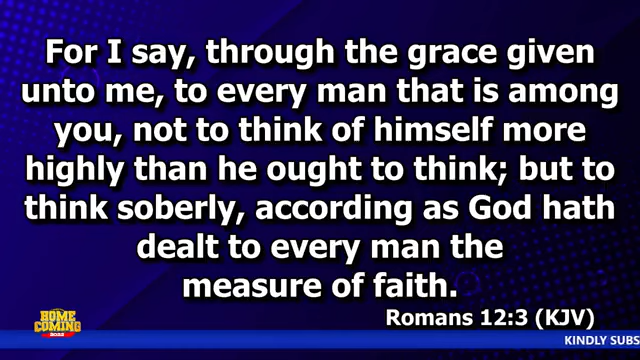 For I say, through the grace given
unto me, to every man that is among
you, not to think of himself more
highly than he ought to think; but to
think soberly, according as God hath
dealt to every man the
measure of faith.
Romans 12:3 (KJV)
HOME
COMING
2022
KINDLY SUBS